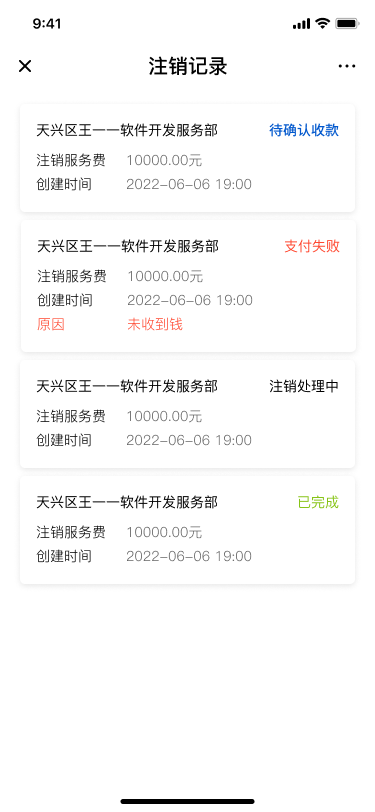 9:41
注销记录
天兴区王一一软件开发服务部 待确认收款
注销服务费 10000.00元
创建时间 2022-06-06 19:00
天兴区王一一软件开发服务部 支付失败
注销服务费 10000.00元
创建时间 2022-06-06 19:00
原因 未收到钱
天兴区王一一软件开发服务部 注销处理中
注销服务费 10000.00元
创建时间 2022-06-06 19:00
天兴区王一一软件开发服务部 已完成
注销服务费 10000.00元
创建时间 2022-06-06 19:00